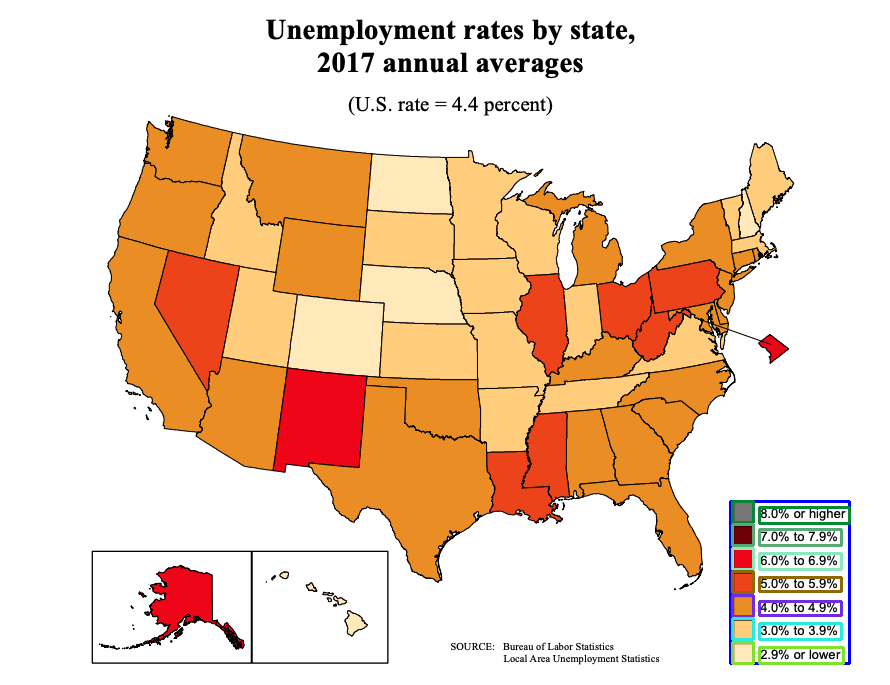 Unemployment rates by state,
2017 annual averages
(U.S. rate = 4.4 percent)
8.0% or higher
7.0% to 7.9%
6.0% to 6.9%
5.0% to 5.9%
4.0% to 4.9%
3.0% to 3.9%
2.9% or lower
SOURCE: Bureau of Labor Statistics
Local Area Unemployment Statistics